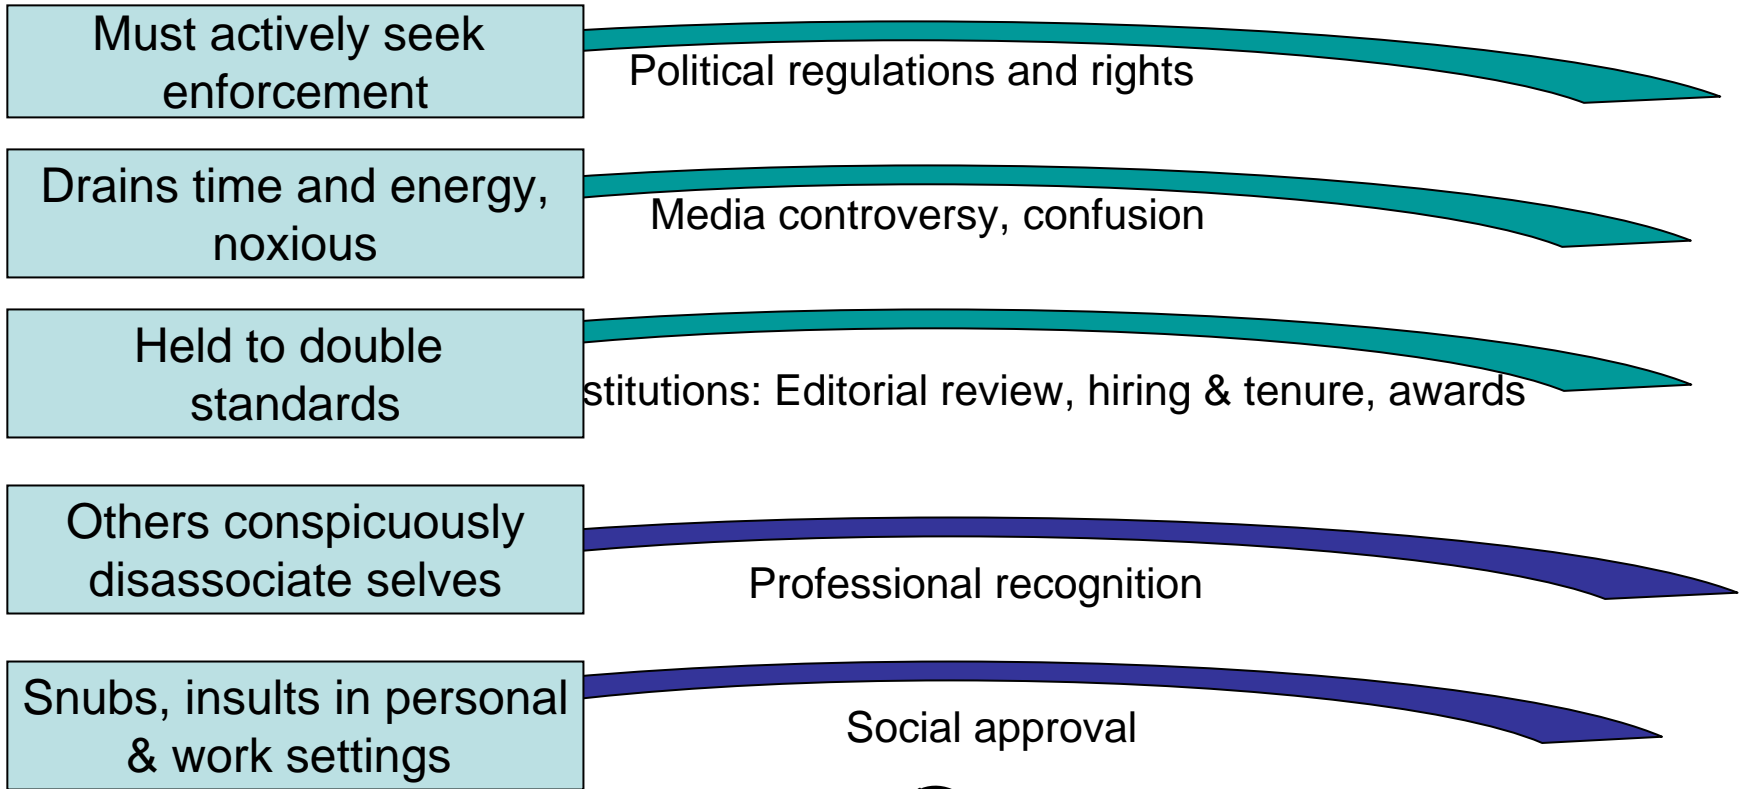 Must actively seek
enforcement
Political regulations and rights
Drains time and energy,
noxious
Media controversy, confusion
Held to double
standards
stitutions: Editorial review, hiring & tenure, awards
Others conspicuously
disassociate selves
Professional recognition
Snubs, insults in personal
& work settings
Social approval